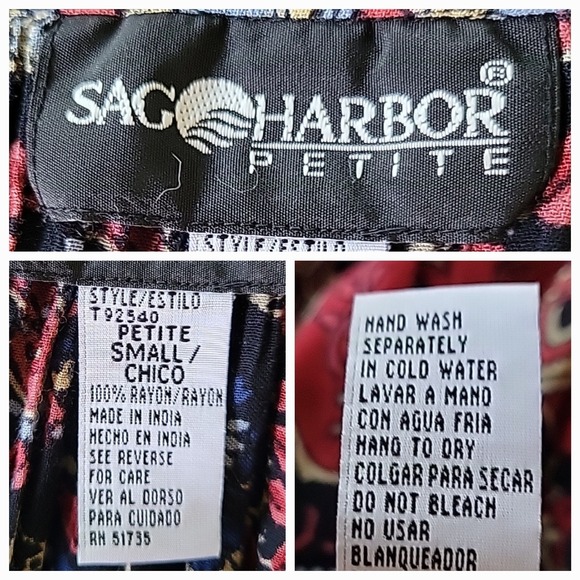 SAG HARBOR®
PETITE
STYLE/ESTILO
STYLE/ESTILO
T92540
PETITE
SMALL/
CHICO
100% RAYON/RAYON
MADE IN INDIA
HECHO EN INDIA
SEE REVERSE
FOR CARE
VER AL DORSO
PARA CUIDADO
RN 51735
HAND WASH
SEPARATELY
IN COLD WATER
LAVAR A MANO
CON AGUA FRIA
HANG TO DRY
COLGAR PARA SECAR
DO NOT BLEACH
NO USAR
BLANQUEADOR